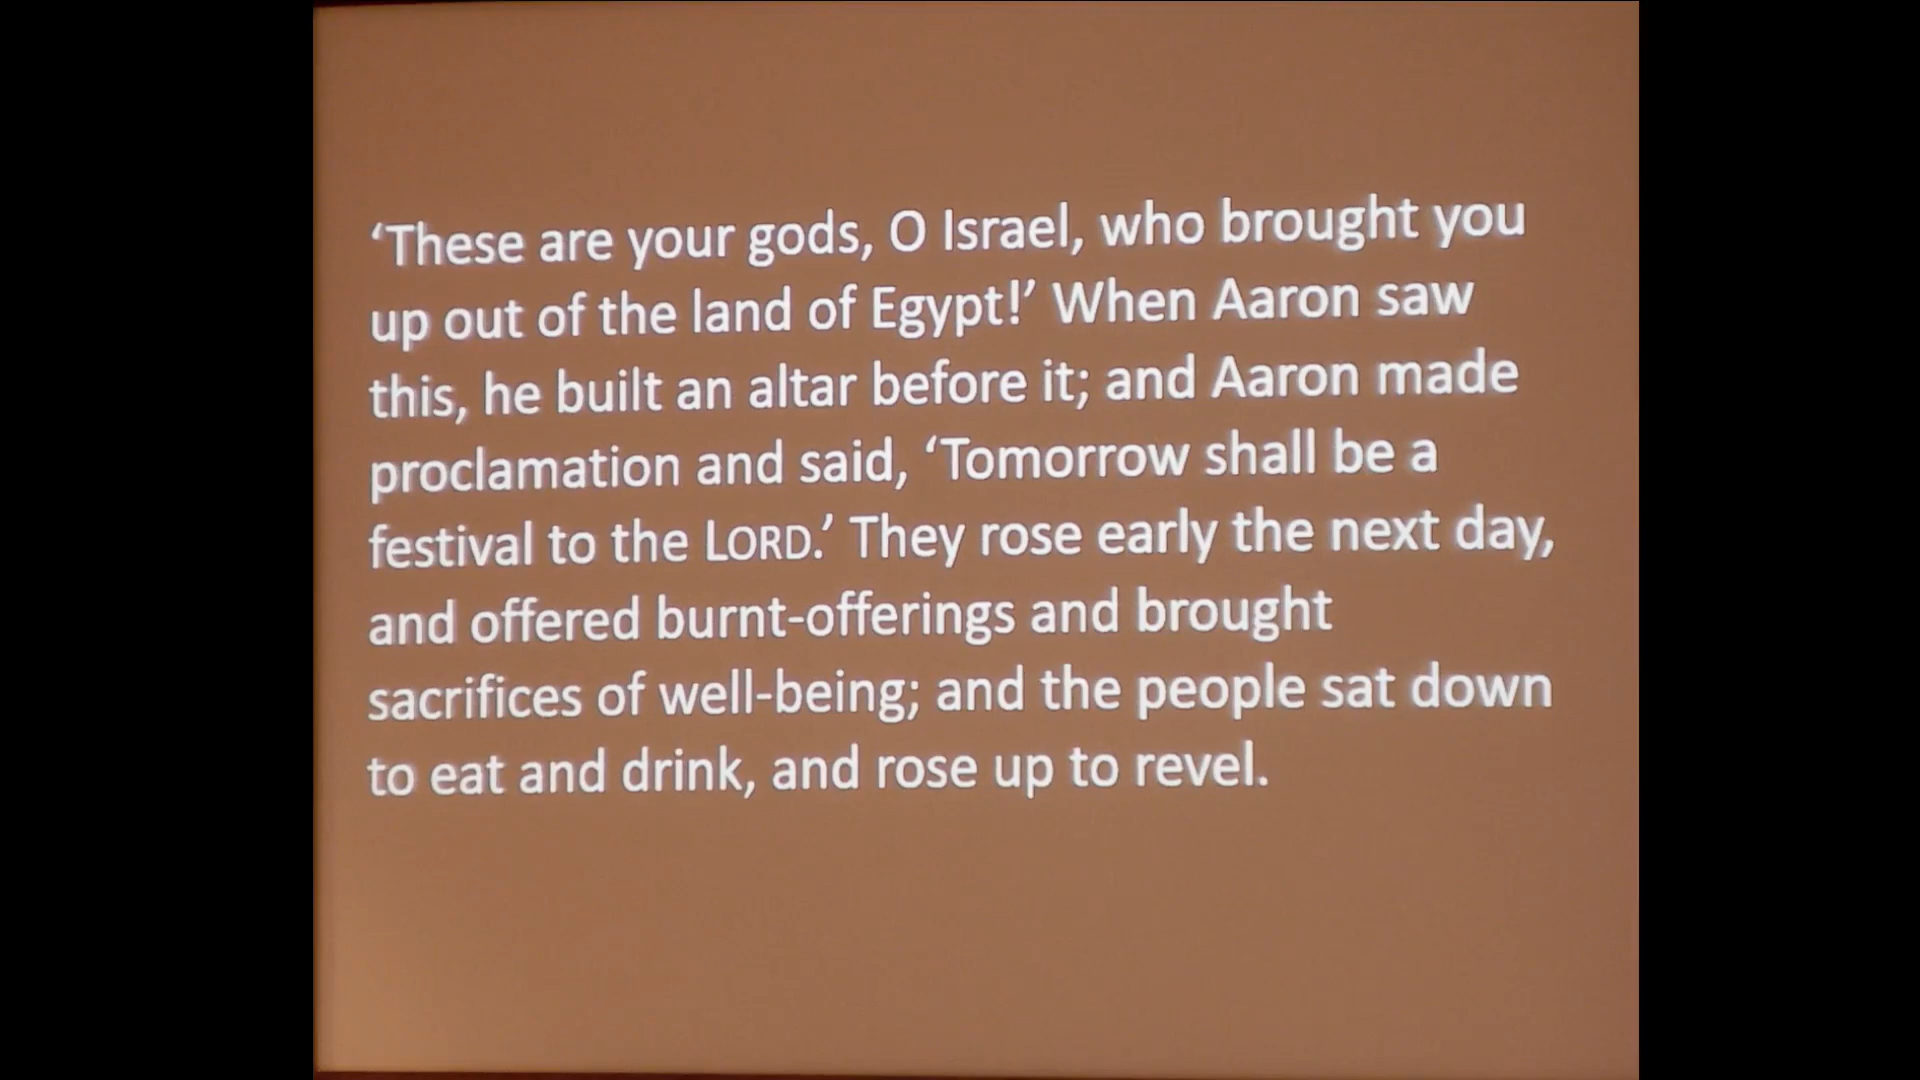 ‘These are your gods, O Israel, who brought you
up out of the land of Egypt!’ When Aaron saw
this, he built an altar before it; and Aaron made
proclamation and said, ‘Tomorrow shall be a
festival to the LORD.’ They rose early the next day,
and offered burnt-offerings and brought
sacrifices of well-being; and the people sat down
to eat and drink, and rose up to revel.